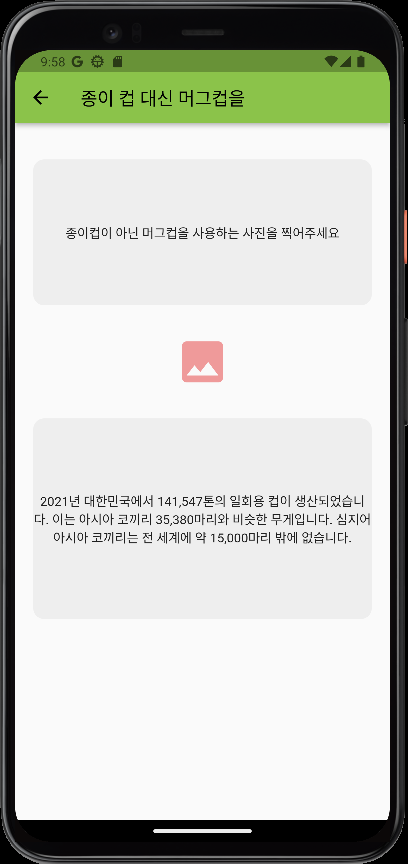 9:58
종이 컵 대신 머그컵을
종이컵이 아닌 머그컵을 사용하는 사진을 찍어주세요
2021년 대한민국에서 141,547톤의 일회용 컵이 생산되었습니
다. 이는 아시아 코끼리 35,380마리와 비슷한 무게입니다. 심지어
아시아 코끼리는 전 세계에 약 15,000마리 밖에 없습니다.